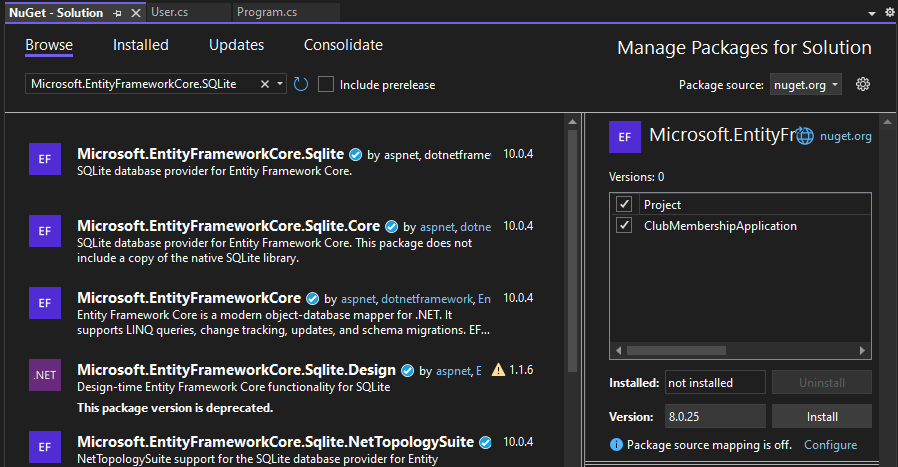 NuGet - Solution
User.cs
Program.cs
Browse
Installed
Updates
Consolidate
Manage Packages for Solution
Microsoft.EntityFrameworkCore.SQLite
Include prerelease
Package source: nuget.org
EF
Microsoft.EntityFrameworkCore.Sqlite by aspnet, dotnetframe 10.0.4
SQLite database provider for Entity Framework Core.
EF
Microsoft.EntityFrameworkCore.Sqlite.Core by aspnet, dotne 10.0.4
SQLite database provider for Entity Framework Core. This package does not
include a copy of the native SQLite library.
EF
Microsoft.EntityFrameworkCore by aspnet, dotnetframework, En 10.0.4
Entity Framework Core is a modern object-database mapper for .NET. It
supports LINQ queries, change tracking, updates, and schema migrations. EF...
.NET
Microsoft.EntityFrameworkCore.Sqlite.Design by aspnet, E 1.1.6
Design-time Entity Framework Core functionality for SQLite
This package version is deprecated.
EF
Microsoft.EntityFrameworkCore.Sqlite.NetTopologySuite 10.0.4
NetTopologySuite support for the SQLite database provider for Entity
EF
Microsoft.EntityFr nuget.org
Versions: 0
Project
ClubMembershipApplication
Installed: not installed Uninstall
Version: 8.0.25 Install
Package source mapping is off. Configure